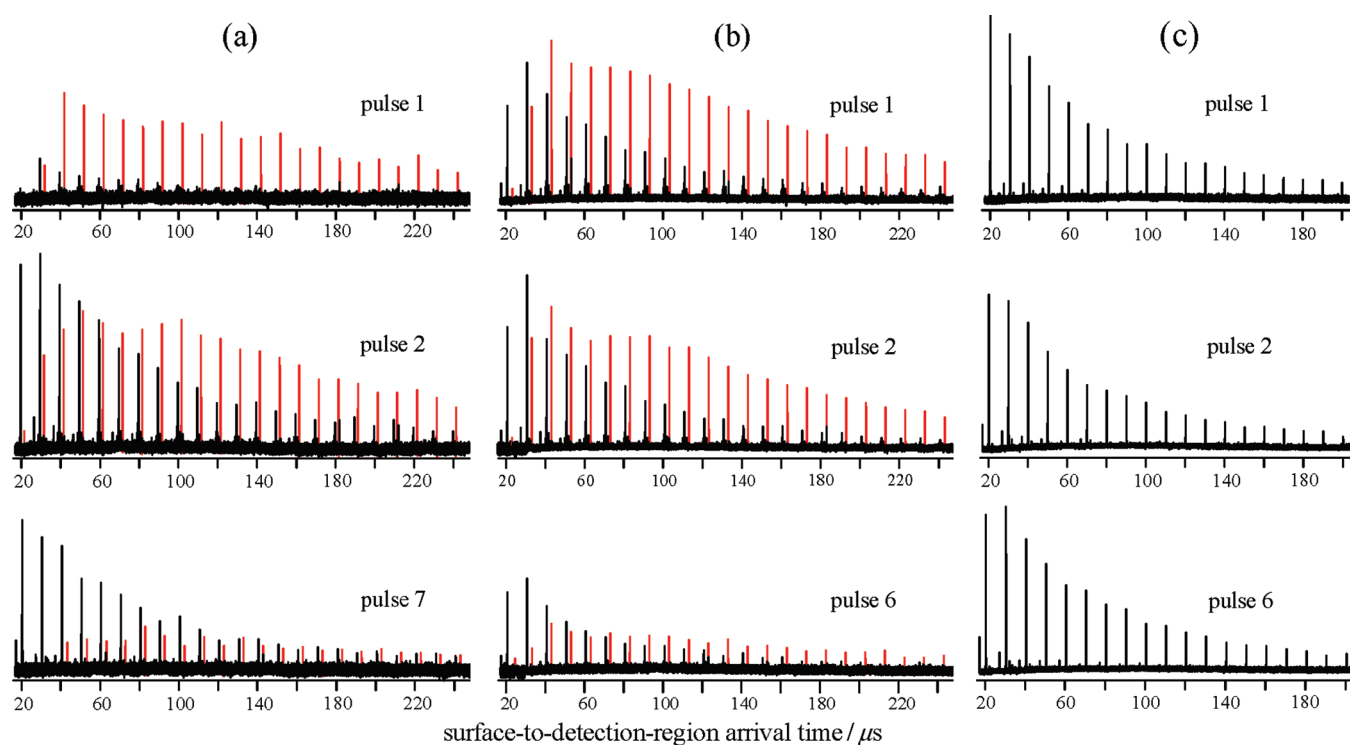 (a) (b) (c)
pulse 1 pulse 1 pulse 1
20 60 100 140 180 220 20 60 100 140 180 220 20 60 100 140 180
pulse 2 pulse 2 pulse 2
20 60 100 140 180 220 20 60 100 140 180 220 20 60 100 140 180
pulse 7 pulse 6 pulse 6
20 60 100 140 180 220 20 60 100 140 180 220 20 60 100 140 180
surface-to-detection-region arrival time / μs